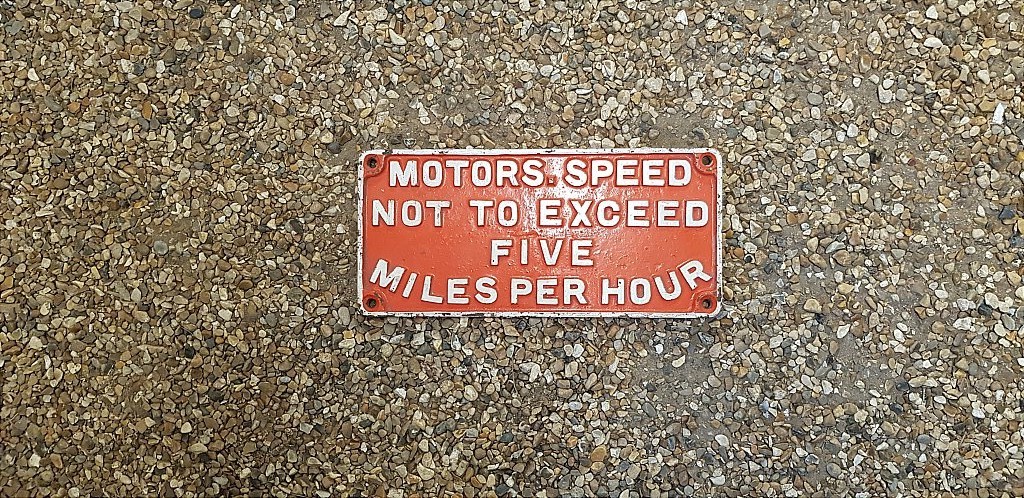 MOTORS. SPEED
NOT TO EXCEED
FIVE
MILES PER HOUR